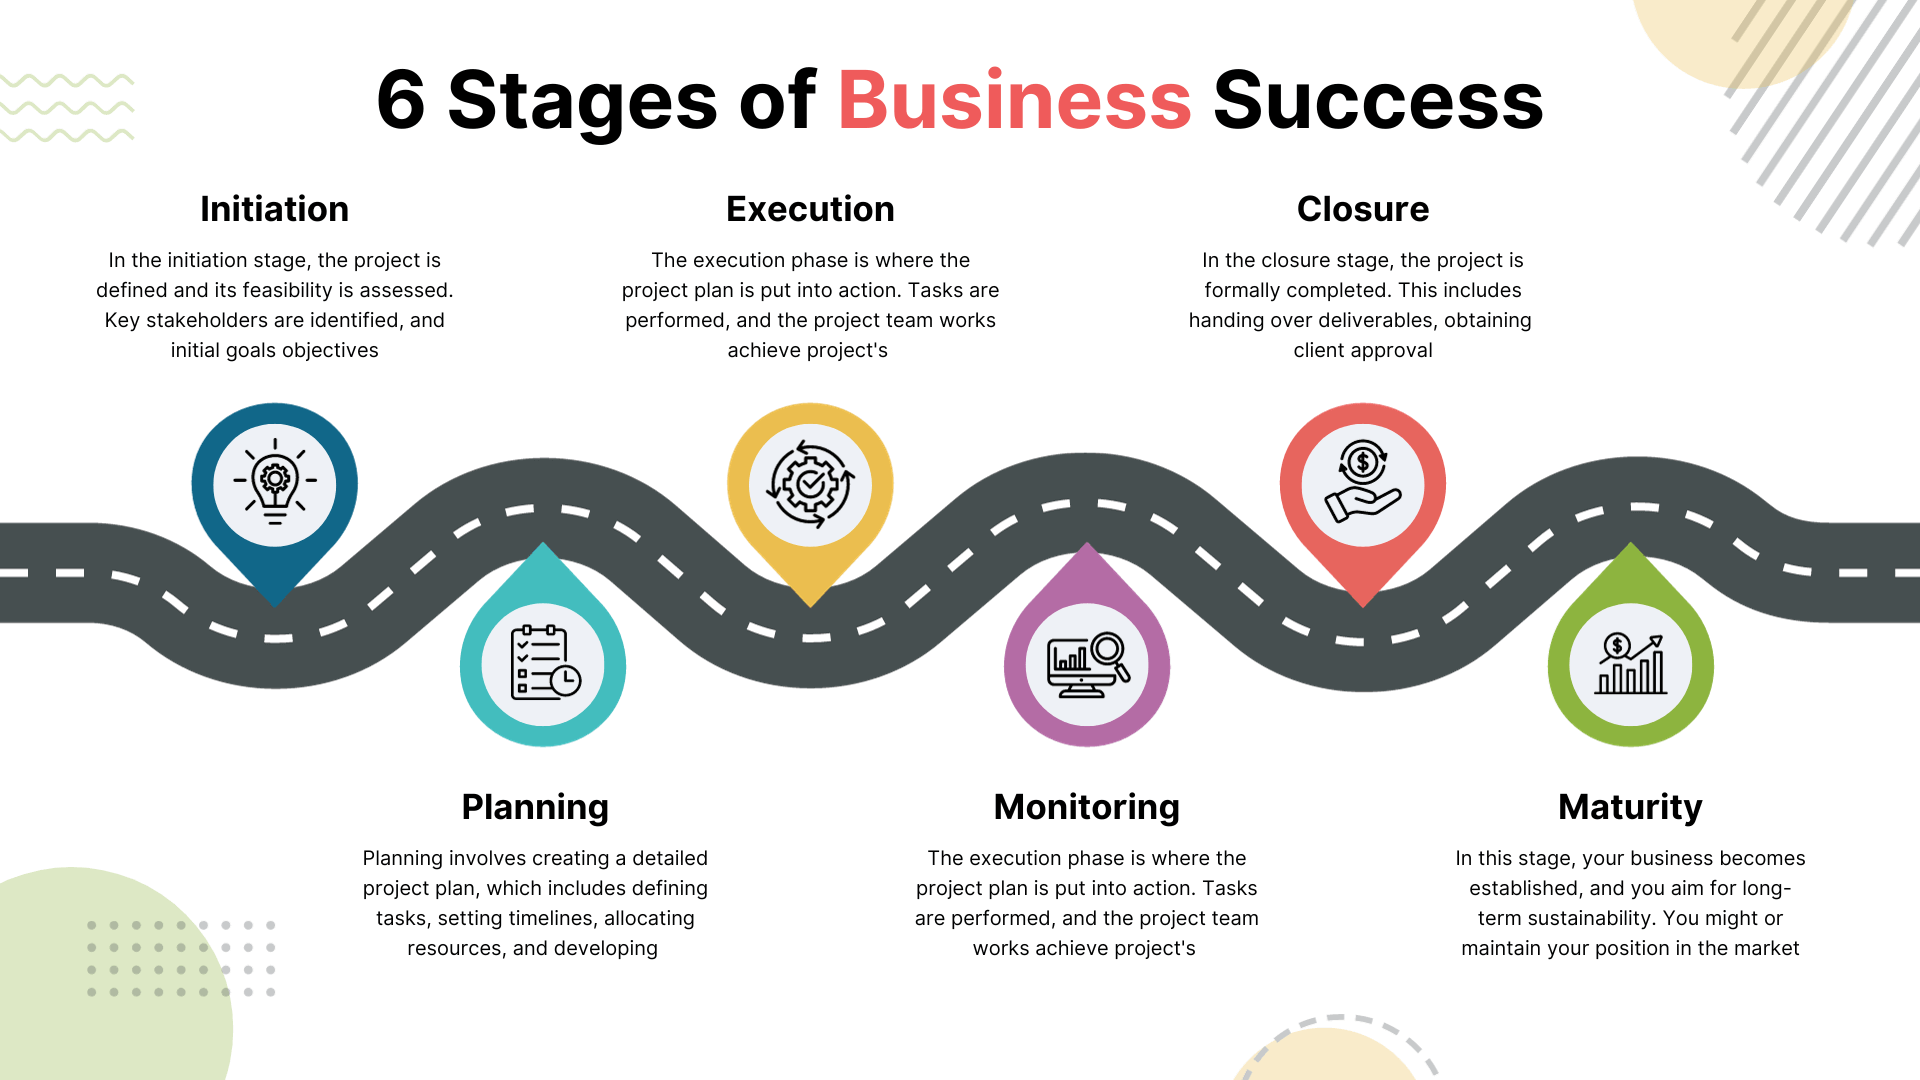 6 Stages of Business Success
Initiation
In the initiation stage, the project is
defined and its feasibility is assessed.
Key stakeholders are identified, and
initial goals objectives
Execution
The execution phase is where the
project plan is put into action. Tasks are
performed, and the project team works
achieve project's
Closure
In the closure stage, the project is
formally completed. This includes
handing over deliverables, obtaining
client approval
$
$
Planning
Planning involves creating a detailed
project plan, which includes defining
tasks, setting timelines, allocating
resources, and developing
Monitoring
The execution phase is where the
project plan is put into action. Tasks
are performed, and the project team
works achieve project's
Maturity
In this stage, your business becomes
established, and you aim for long-
term sustainability. You might or
maintain your position in the market